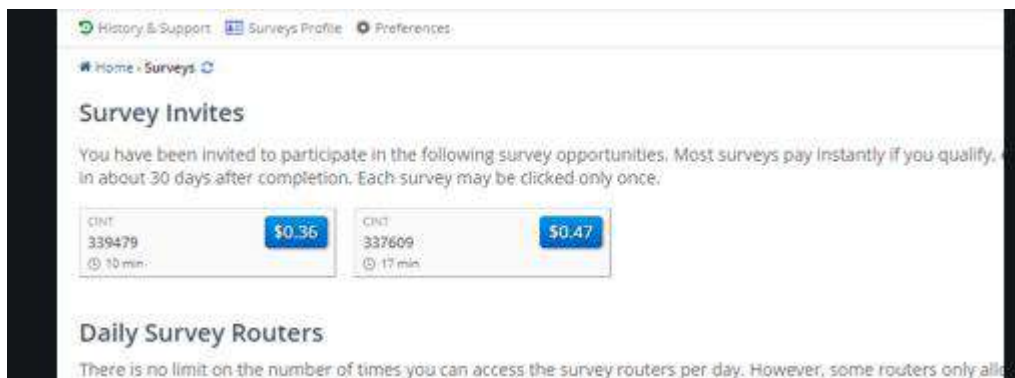 History & Support Surveys Profile Preferences
Home › Surveys
Survey Invites
You have been invited to participate in the following survey opportunities. Most surveys pay instantly if you qualify,
in about 30 days after completion. Each survey may be clicked only once.
CINT
339479
$0.36
10 min
CINT
337609
$0.47
17 min
Daily Survey Routers
There is no limit on the number of times you can access the survey routers per day. However, some routers only